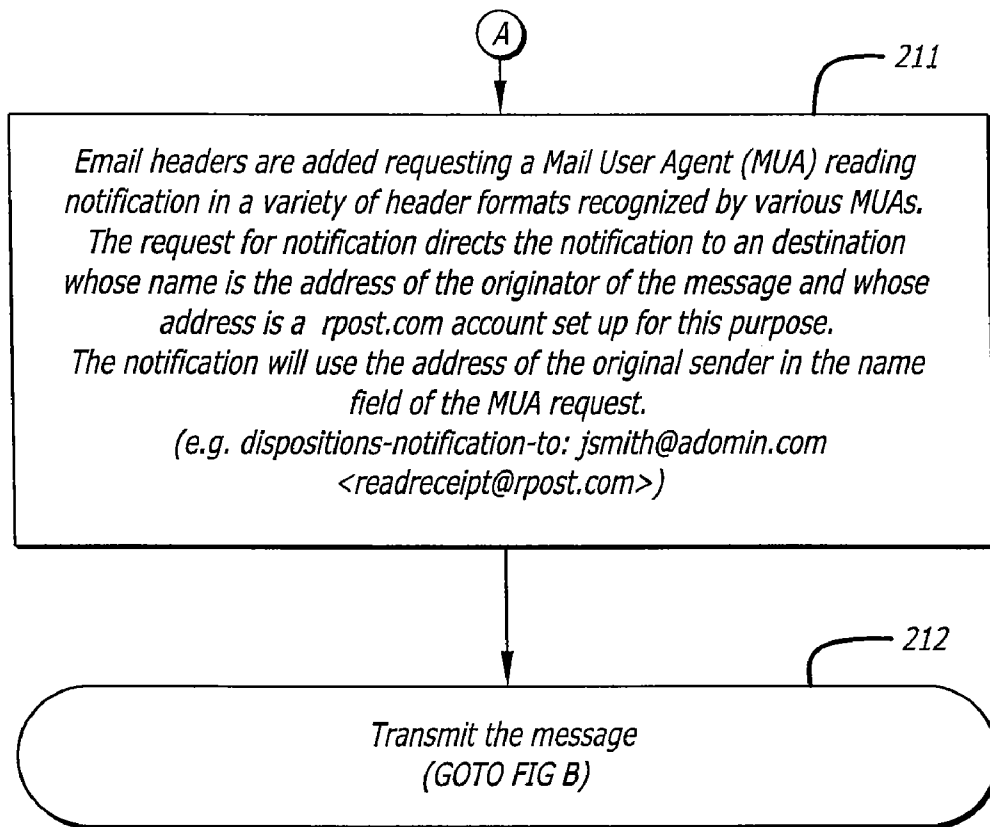 A
211
Email headers are added requesting a Mail User Agent (MUA) reading
notification in a variety of header formats recognized by various MUAs.
The request for notification directs the notification to an destination
whose name is the address of the originator of the message and whose
address is a rpost.com account set up for this purpose.
The notification will use the address of the original sender in the name
field of the MUA request.
(e.g. dispositions-notification-to: jsmith@adomin.com
<readreceipt@rpost.com>)
212
Transmit the message
(GOTO FIG B)